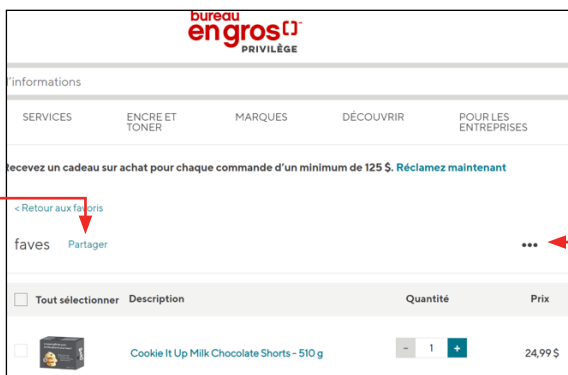 bureau
en gros
PRIVILÈGE
l'informations
SERVICES ENCRE ET TONER MARQUES DÉCOUVRIR POUR LES ENTREPRISES
Recevez un cadeau sur achat pour chaque commande d'un minimum de 125 $. Réclamez maintenant
< Retour aux favoris
faves Partager •••
Tout sélectionner Description Quantité Prix
Cookie It Up Milk Chocolate Shorts - 510 g - 1 + 24,99 $